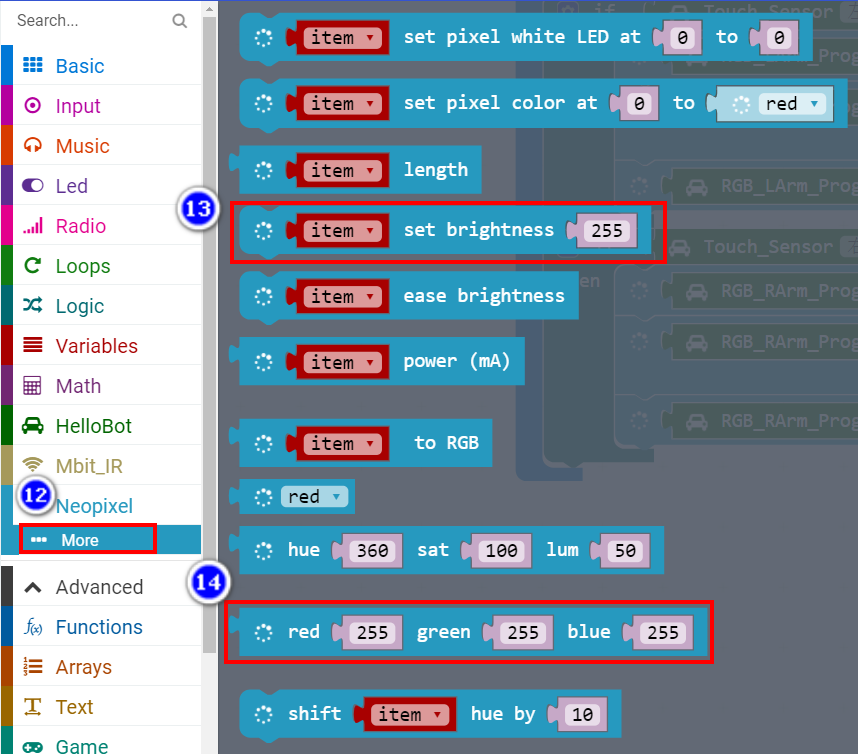 Search...
Basic
Input
Music
Led
Radio
Loops
Logic
Variables
Math
HelloBot
Mbit_IR
Neopixel
More
Advanced
Functions
Arrays
Text
Game
12
13
14
item set pixel white LED at 0 to 0
item set pixel color at 0 to red
item length
item set brightness 255
item ease brightness
item power (mA)
item to RGB
red
hue 360 sat 100 lum 50
red 255 green 255 blue 255
shift item hue by 10
if Touch_Sensor
RGB_LArm_Prog
Touch_Sensor
RGB_RArm_Prog
RGB_RArm_Prog
RGB_RArm_Prog